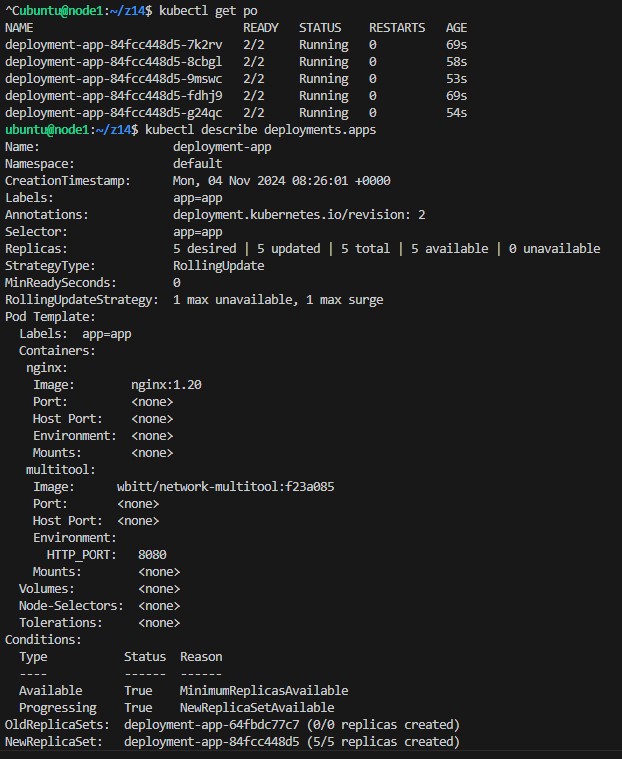 ^Cubuntu@node1:~/z14$ kubectl get po
NAME                              READY   STATUS    RESTARTS   AGE
deployment-app-84fcc448d5-7k2rv   2/2     Running   0          69s
deployment-app-84fcc448d5-8cbgl   2/2     Running   0          58s
deployment-app-84fcc448d5-9mswc   2/2     Running   0          53s
deployment-app-84fcc448d5-fdhj9   2/2     Running   0          69s
deployment-app-84fcc448d5-g24qc   2/2     Running   0          54s
ubuntu@node1:~/z14$ kubectl describe deployments.apps
Name:                   deployment-app
Namespace:              default
CreationTimestamp:      Mon, 04 Nov 2024 08:26:01 +0000
Labels:                 app=app
Annotations:            deployment.kubernetes.io/revision: 2
Selector:               app=app
Replicas:               5 desired | 5 updated | 5 total | 5 available | 0 unavailable
StrategyType:           RollingUpdate
MinReadySeconds:        0
RollingUpdateStrategy:  1 max unavailable, 1 max surge
Pod Template:
  Labels:  app=app
  Containers:
   nginx:
    Image:        nginx:1.20
    Port:         <none>
    Host Port:    <none>
    Environment:  <none>
    Mounts:       <none>
   multitool:
    Image:      wbitt/network-multitool:f23a085
    Port:       <none>
    Host Port:  <none>
    Environment:
      HTTP_PORT:   8080
    Mounts:        <none>
  Volumes:         <none>
  Node-Selectors:  <none>
  Tolerations:     <none>
Conditions:
  Type           Status  Reason
  ----           ------  ------
  Available      True    MinimumReplicasAvailable
  Progressing    True    NewReplicaSetAvailable
OldReplicaSets:  deployment-app-64fbdc77c7 (0/0 replicas created)
NewReplicaSet:   deployment-app-84fcc448d5 (5/5 replicas created)